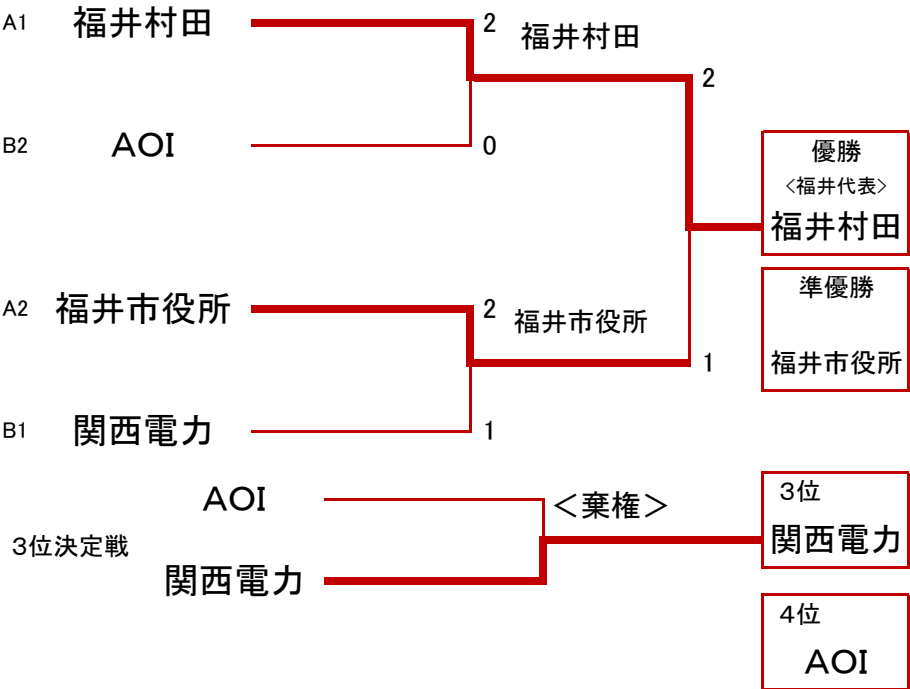 A1 福井村田 2 福井村田
2
B2 AOI 0
優勝
<福井代表>
福井村田
準優勝
福井市役所
A2 福井市役所 2 福井市役所
1
B1 関西電力 1
AOI <棄権>
3位決定戦
関西電力
3位
関西電力
4位
AOI